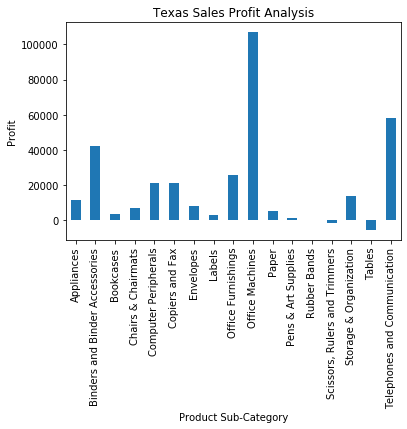 Texas Sales Profit Analysis
100000
80000
60000
40000
20000
0
Profit
Appliances
Binders and Binder Accessories
Bookcases
Chairs & Chairmats
Computer Peripherals
Copiers and Fax
Envelopes
Labels
Office Furnishings
Office Machines
Paper
Pens & Art Supplies
Rubber Bands
Scissors, Rulers and Trimmers
Storage & Organization
Tables
Telephones and Communication
Product Sub-Category